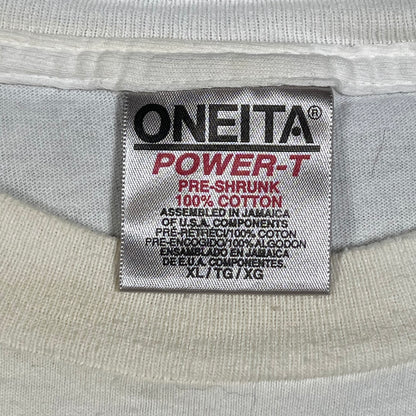 ONEITA®
POWER-T
PRE-SHRUNK
100% COTTON
ASSEMBLED IN JAMAICA
OF U.S.A. COMPONENTS
PRÉ-RETRÉCI/100% COTON
PRE-ENCOGIDO/100% ALGODON
ENSAMBLADO EN JAMAICA
DE E.U.A. COMPONENTES
XL/TG/XG